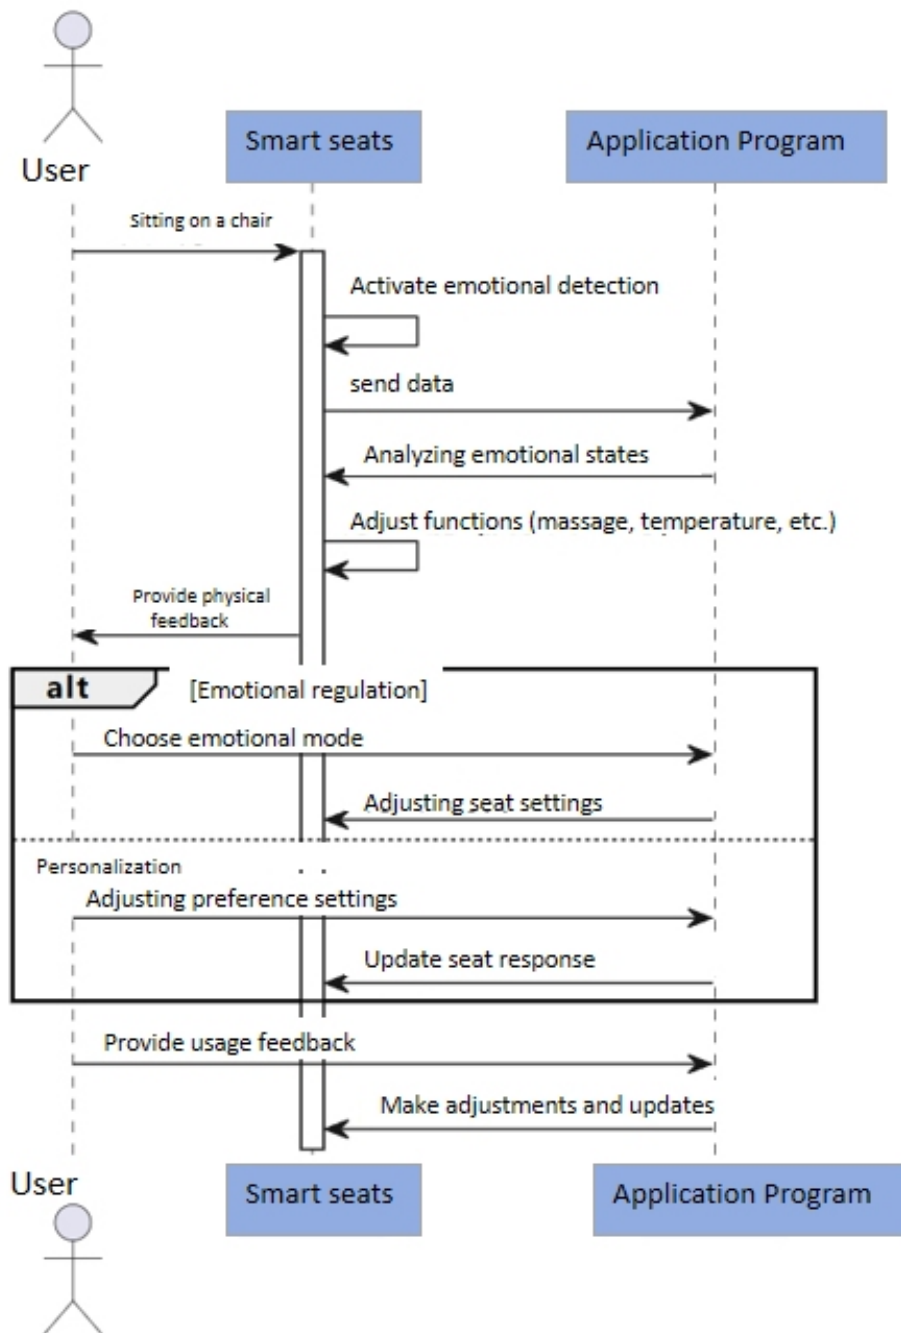 User
Smart seats
Application Program
Sitting on a chair
Activate emotional detection
send data
Analyzing emotional states
Adjust functions (massage, temperature, etc.)
Provide physical
feedback
alt
[Emotional regulation]
Choose emotional mode
Adjusting seat settings
Personalization
Adjusting preference settings
Update seat response
Provide usage feedback
Make adjustments and updates
User
Smart seats
Application Program